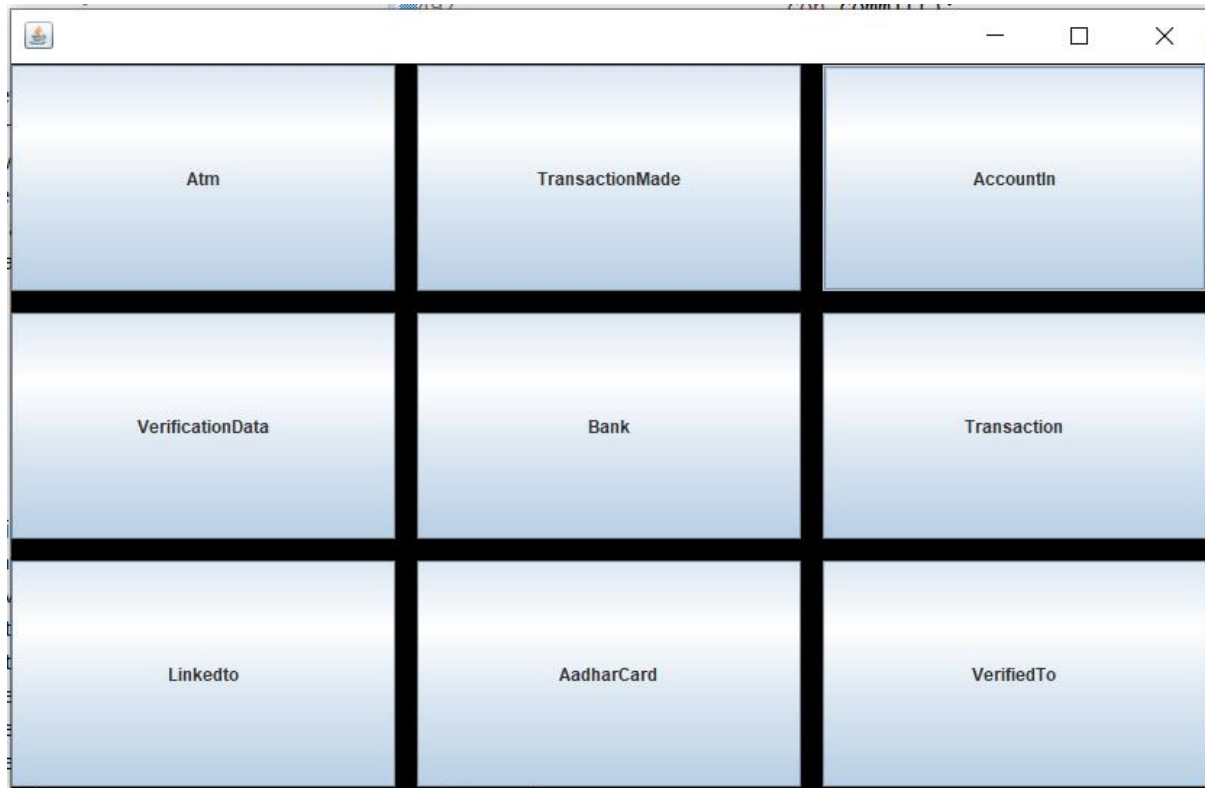 Atm
TransactionMade
AccountIn
VerificationData
Bank
Transaction
Linkedto
AadharCard
VerifiedTo